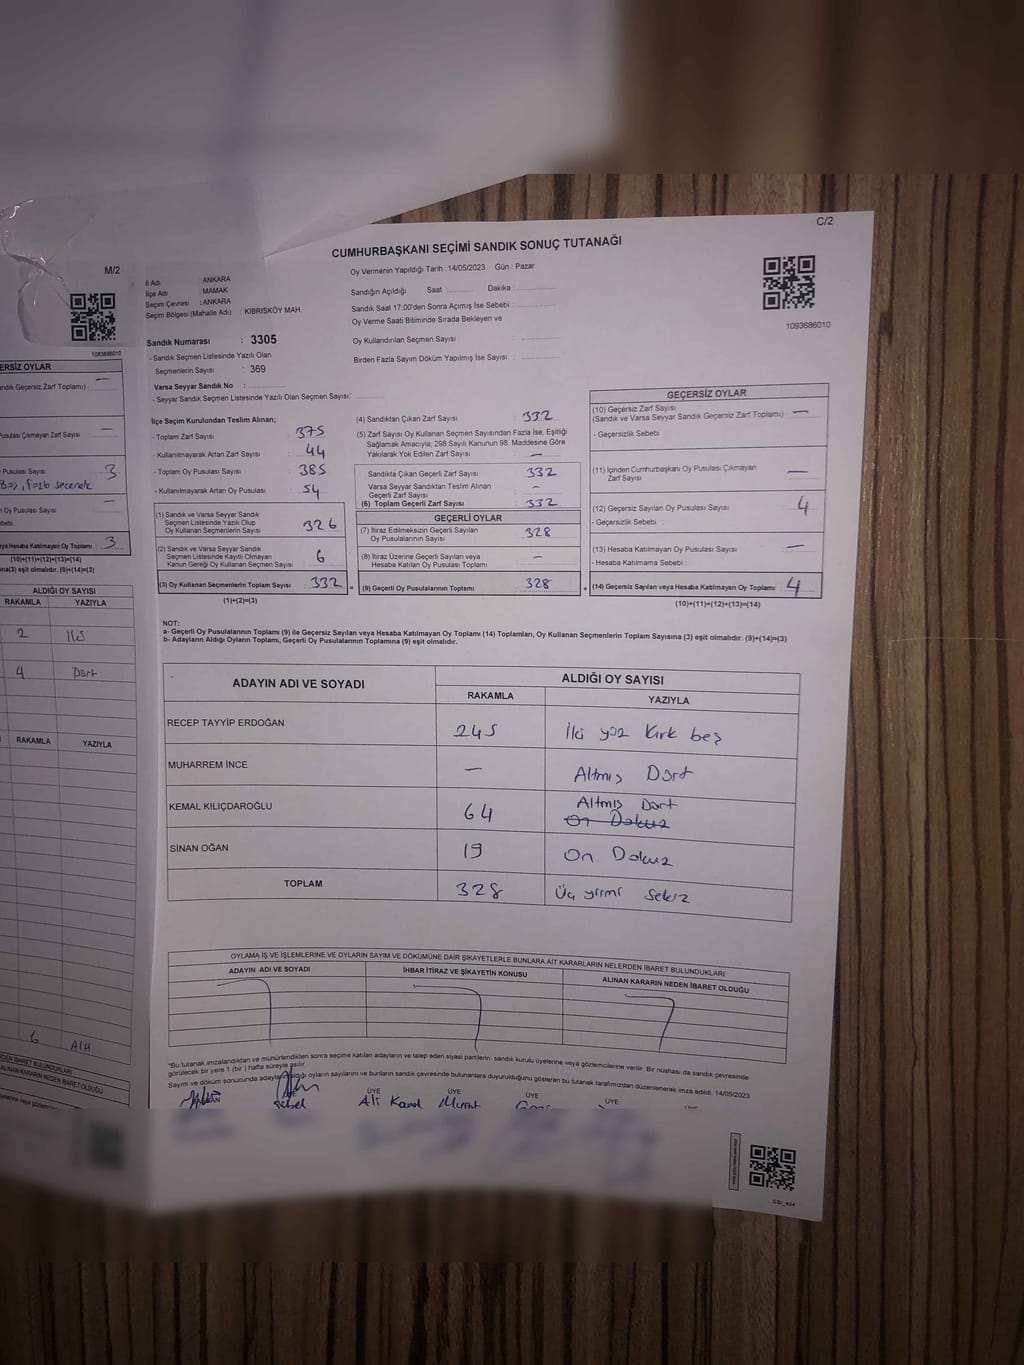 C/2
CUMHURBAŞKANI SEÇİMİ SANDIK SONUÇ TUTANAĞI
İl Adı : ANKARA
İlçe Adı : MAMAK
Seçim Çevresi : ANKARA
Seçim Bölgesi (Mahalle Adı) : KIBRISKÖY MAH.
Sandık Numarası : 3305
- Sandık Seçmen Listesinde Yazılı Olan
Seçmenlerin Sayısı : 369
Varsa Seyyar Sandık No :
- Seyyar Sandık Seçmen Listesinde Yazılı Olan Seçmen Sayısı:
Oy Vermenin Yapıldığı Tarih : 14/05/2023 Gün : Pazar
Sandığın Açıldığı Saat : Dakika :
Sandık Saat 17:00'den Sonra Açımış İse Sebebi :
Oy Verme Saati Bitiminde Sırada Bekleyen ve
Oy Kullandırılan Seçmen Sayısı :
Birden Fazla Sayım Döküm Yapılmış İse Sayısı :
1093686010
İlçe Seçim Kurulundan Teslim Alınan;
- Toplam Zarf Sayısı : 375
- Kullanılmayarak Artan Zarf Sayısı : 44
- Toplam Oy Pusulası Sayısı : 385
- Kullanılmayarak Artan Oy Pusulası : 54
(1) Sandık ve Varsa Seyyar Sandık
Seçmen Listesinde Yazılı Olup
Oy Kullanan Seçmenlerin Sayısı 326
(2) Sandık ve Varsa Seyyar Sandık
Seçmen Listesinde Kayıtlı Olmayan
Kanun Gereği Oy Kullanan Seçmen Sayısı 6
(3) Oy Kullanan Seçmenlerin Toplam Sayısı 332 =
(1)+(2)=(3)
(4) Sandıktan Çıkan Zarf Sayısı : 332
(5) Zarf Sayısı Oy Kullanan Seçmen Sayısından Fazla İse, Eşitliği
Sağlamak Amacıyla; 298 Sayılı Kanunun 98. Maddesine Göre
Yakılarak Yok Edilen Zarf Sayısı : —
Sandıkta Çıkan Geçerli Zarf Sayısı : 332
Varsa Seyyar Sandıktan Teslim Alınan
Geçerli Zarf Sayısı : -
(6) Toplam Geçerli Zarf Sayısı : 332
GEÇERLİ OYLAR
(7) İtiraz Edilmeksizin Geçerli Sayılan
Oy Pusulalarının Sayısı : 328
(8) İtiraz Üzerine Geçerli Sayılan veya
Hesaba Katılan Oy Pusulaları Toplamı : —
(9) Geçerli Oy Pusulalarının Toplamı : 328 +
GEÇERSİZ OYLAR
(10) Geçersiz Zarf Sayısı
(Sandık ve Varsa Seyyar Sandık Geçersiz Zarf Toplamı) : —
- Geçersizlik Sebebi :
(11) İçinden Cumhurbaşkanı Oy Pusulası Çıkmayan
Zarf Sayısı : —
(12) Geçersiz Sayılan Oy Pusulası Sayısı : 4
- Geçersizlik Sebebi :
(13) Hesaba Katılmayan Oy Pusulası Sayısı : —
- Hesaba Katılmama Sebebi :
(14) Geçersiz Sayılan veya Hesaba Katılmayan Oy Toplamı : 4
(10)+(11)+(12)+(13)=(14)
NOT:
a- Geçerli Oy Pusulalarının Toplamı (9) ile Geçersiz Sayılan veya Hesaba Katılmayan Oy Toplamı (14) Toplamları, Oy Kullanan Seçmenlerin Toplam Sayısına (3) eşit olmalıdır. (9)+(14)=(3)
b- Adayların Aldığı Oyların Toplamı, Geçerli Oy Pusulalarının Toplamına (9) eşit olmalıdır.
ADAYIN ADI VE SOYADI ALDIĞI OY SAYISI
RAKAMLA YAZIYLA
RECEP TAYYİP ERDOĞAN 245 İki yüz kırk beş
MUHARREM İNCE — Altmış Dört
KEMAL KILIÇDAROĞLU 64 Altmış Dört
On Dokuz
SİNAN OĞAN 19 On Dokuz
TOPLAM 328 Üç yirmi Sekiz
OYLAMA İŞ VE İŞLEMLERİNE VE OYLARIN SAYIM VE DÖKÜMÜNE DAİR ŞİKAYETLERLE BUNLARA AİT KARARLARIN NELERDEN İBARET BULUNDUKLARI
ADAYIN ADI VE SOYADI İHBAR İTİRAZ VE ŞİKAYETİN KONUSU ALINAN KARARIN NEDEN İBARET OLDUĞU
*Bu tutanak imzalandıktan ve mühürlendikten sonra seçime katılan adayların ve talep eden siyasi partilerin sandık kurulu üyelerine veya gözlemcilerine verilir. Bir nüshası da sandık çevresinde
görülecek bir yere 1 (bir) hafta süreyle asılır.
Sayım ve döküm sonucunda adayların aldığı oyların sayılarını ve bunların sandık çevresinde bulunanlara duyurulduğunu gösteren bu tutanak tarafımızdan düzenlenerek imza edildi. 14/05/2023
ÜYE ÜYE ÜYE ÜYE
Ali Murat
M/2
1093686010
ERSİZ OYLAR
andık Geçersiz Zarf Toplamı) : —
Pusulası Çıkmayan Zarf Sayısı : —
Pusulası Sayısı : 3
Boş, fazla seçenek
n Oy Pusulası Sayısı : —
ebebi
veya Hesaba Katılmayan Oy Toplamı : 3
(10)+(11)+(12)+(13)=(14)
ına(3) eşit olmalıdır. (9)+(14)=(3)
ALDIĞI OY SAYISI
RAKAMLA YAZIYLA
2 İki
4 Dört
RAKAMLA YAZIYLA
6 Altı
RDEN İBARET BULUNDUKLARI
ALINAN KARARIN NEDEN İBARET OLDUĞU